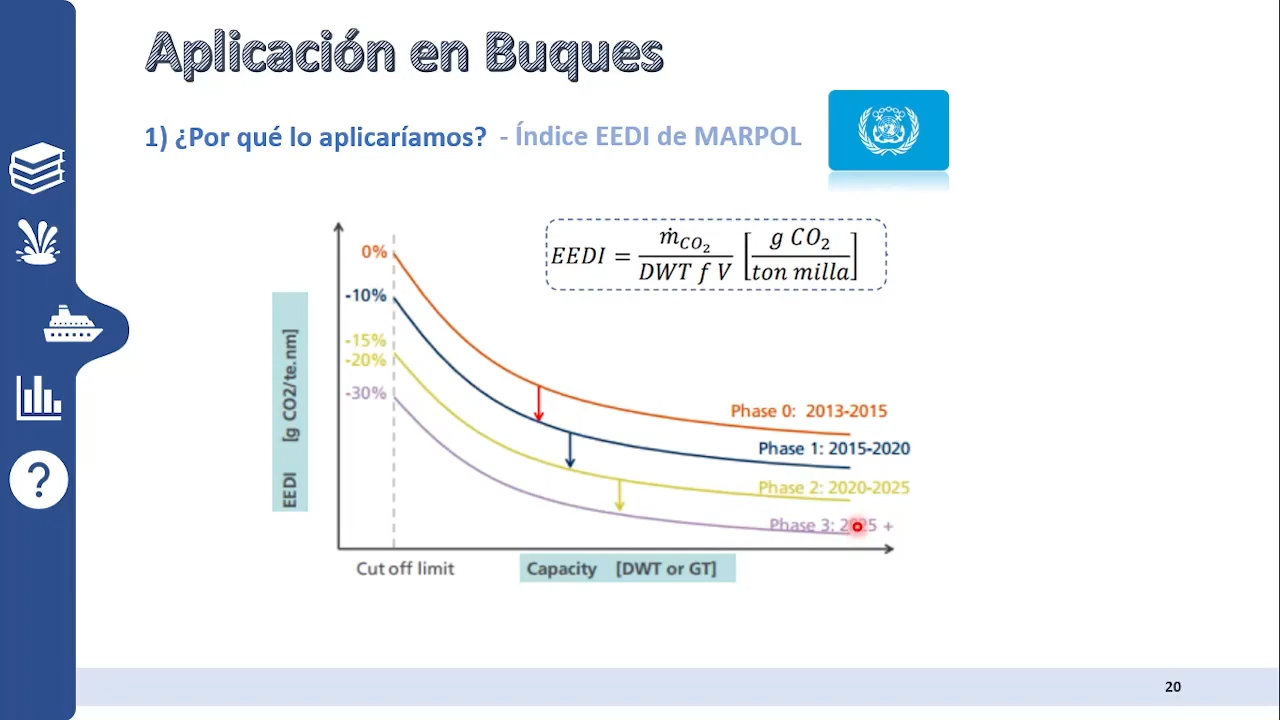 Aplicación en Buques
1) ¿Por qué lo aplicaríamos? - Índice EEDI de MARPOL
EEDI = ṁCO2 / DWT f V [g CO2 / ton milla]
0%
-10%
-15%
-20%
-30%
EEDI [g CO2/te.nm]
Phase 0: 2013-2015
Phase 1: 2015-2020
Phase 2: 2020-2025
Phase 3: 2025 +
Cut off limit
Capacity [DWT or GT]
?
20